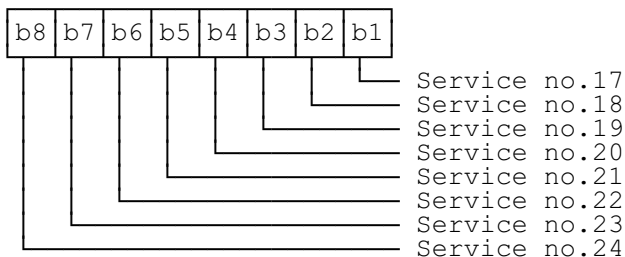 b8 b7 b6 b5 b4 b3 b2 b1
Service no.17
Service no.18
Service no.19
Service no.20
Service no.21
Service no.22
Service no.23
Service no.24